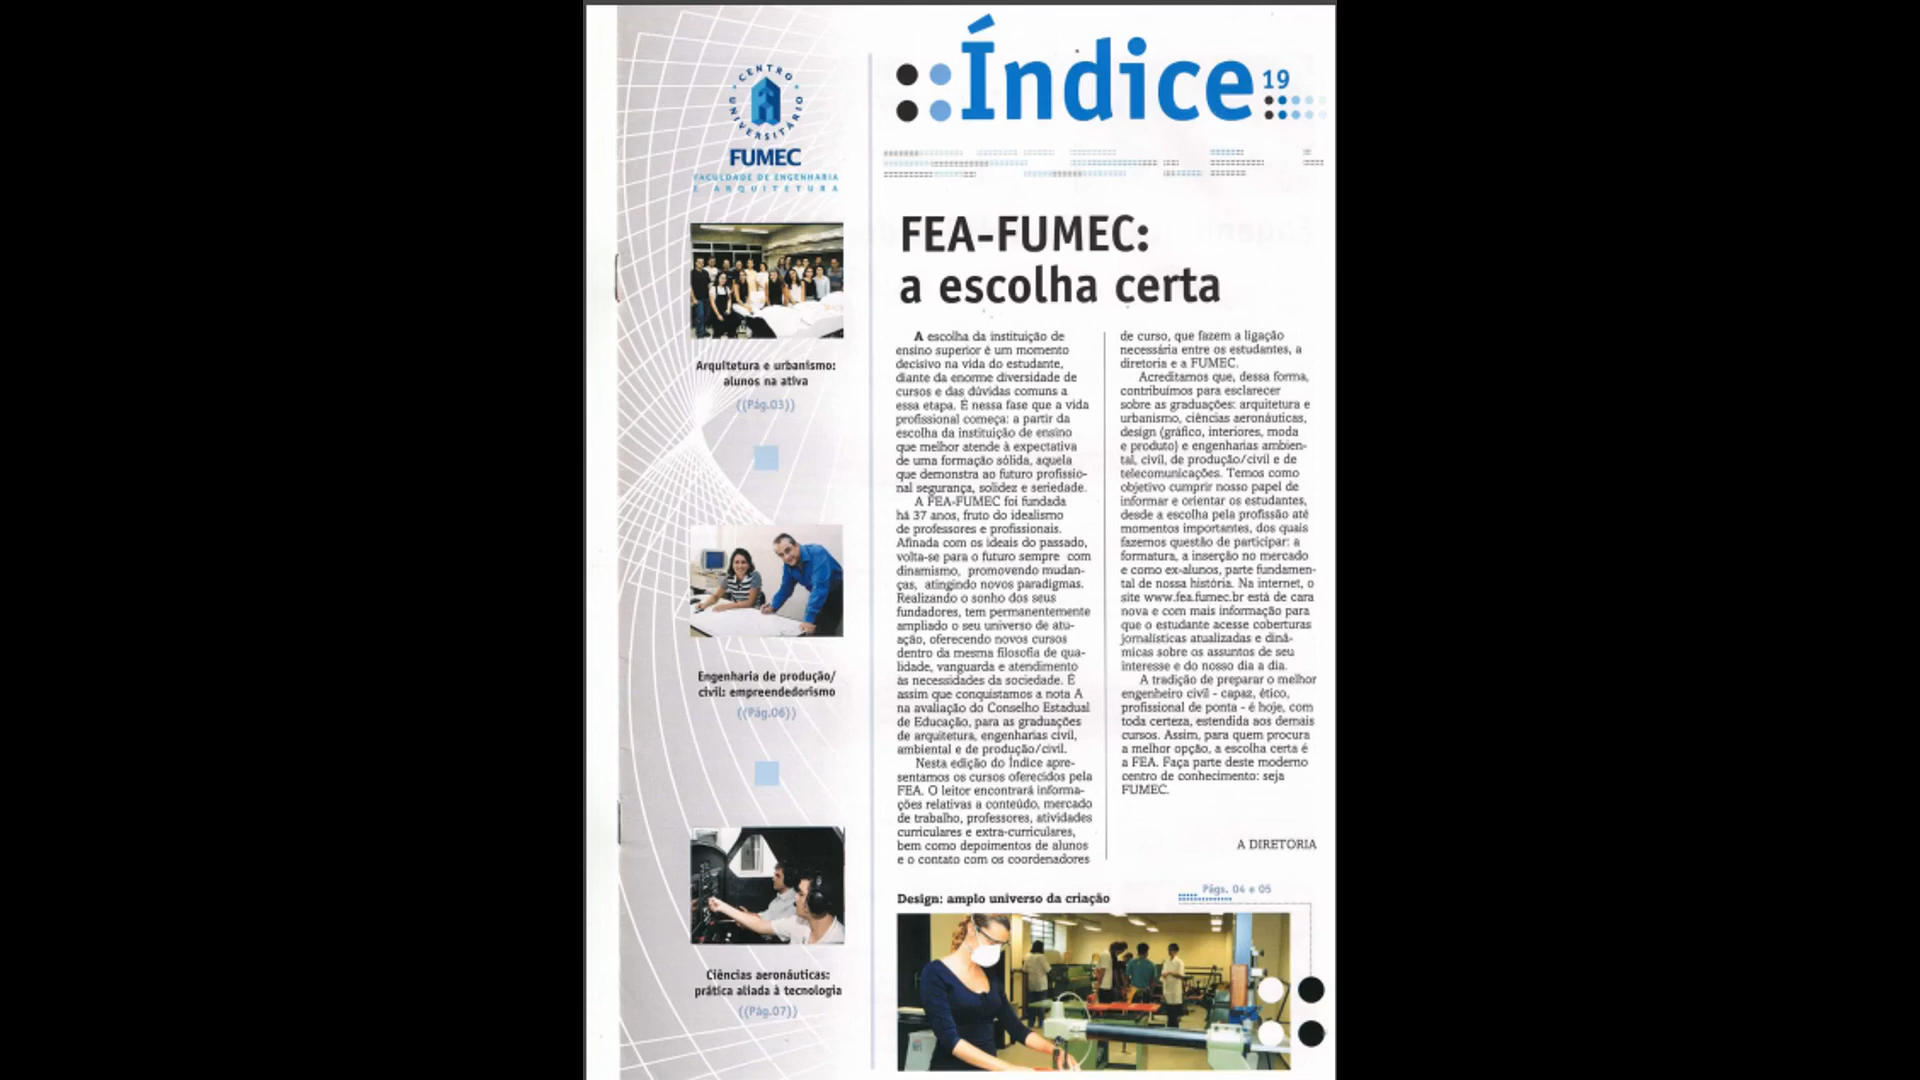 CENTRO UNIVERSITÁRIO
FUMEC
FACULDADE DE ENGENHARIA
E ARQUITETURA
Arquitetura e urbanismo:
alunos na ativa
((Pág.03))
Engenharia de produção/
civil: empreendedorismo
((Pág.06))
Ciências aeronáuticas:
prática aliada à tecnologia
((Pág.07))
Índice 19
FEA-FUMEC:
a escolha certa
A escolha da instituição de
ensino superior é um momento
decisivo na vida do estudante,
diante da enorme diversidade de
cursos e das dúvidas comuns a
essa etapa. É nessa fase que a vida
profissional começa: a partir da
escolha da instituição de ensino
que melhor atende à expectativa
de uma formação sólida, aquela
que demonstra ao futuro profissio-
nal segurança, solidez e seriedade.
A FEA-FUMEC foi fundada
há 37 anos, fruto do idealismo
de professores e profissionais.
Afinada com os ideais do passado,
volta-se para o futuro sempre com
dinamismo, promovendo mudan-
ças, atingindo novos paradigmas.
Realizando o sonho dos seus
fundadores, tem permanentemente
ampliado o seu universo de atu-
ação, oferecendo novos cursos
dentro da mesma filosofia de qua-
lidade, vanguarda e atendimento
às necessidades da sociedade. É
assim que conquistamos a nota A
na avaliação do Conselho Estadual
de Educação, para as graduações
de arquitetura, engenharias civil,
ambiental e de produção/civil.
Nesta edição do Índice apre-
sentamos os cursos oferecidos pela
FEA. O leitor encontrará informa-
ções relativas a conteúdo, mercado
de trabalho, professores, atividades
curriculares e extra-curriculares,
bem como depoimentos de alunos
e o contato com os coordenadores
de curso, que fazem a ligação
necessária entre os estudantes, a
diretoria e a FUMEC.
Acreditamos que, dessa forma,
contribuímos para esclarecer
sobre as graduações: arquitetura e
urbanismo, ciências aeronáuticas,
design (gráfico, interiores, moda
e produto) e engenharias ambien-
tal, civil, de produção/civil e de
telecomunicações. Temos como
objetivo cumprir nosso papel de
informar e orientar os estudantes,
desde a escolha pela profissão até
momentos importantes, dos quais
fazemos questão de participar: a
formatura, a inserção no mercado
e como ex-alunos, parte fundamen-
tal de nossa história. Na internet, o
site www.fea.fumec.br está de cara
nova e com mais informação para
que o estudante acesse coberturas
jornalísticas atualizadas e dinâ-
micas sobre os assuntos de seu
interesse e do nosso dia a dia.
A tradição de preparar o melhor
engenheiro civil - capaz, ético,
profissional de ponta - é hoje, com
toda certeza, estendida aos demais
cursos. Assim, para quem procura
a melhor opção, a escolha certa é
a FEA. Faça parte deste moderno
centro de conhecimento: seja
FUMEC.
A DIRETORIA
Design: amplo universo da criação
Págs. 04 e 05